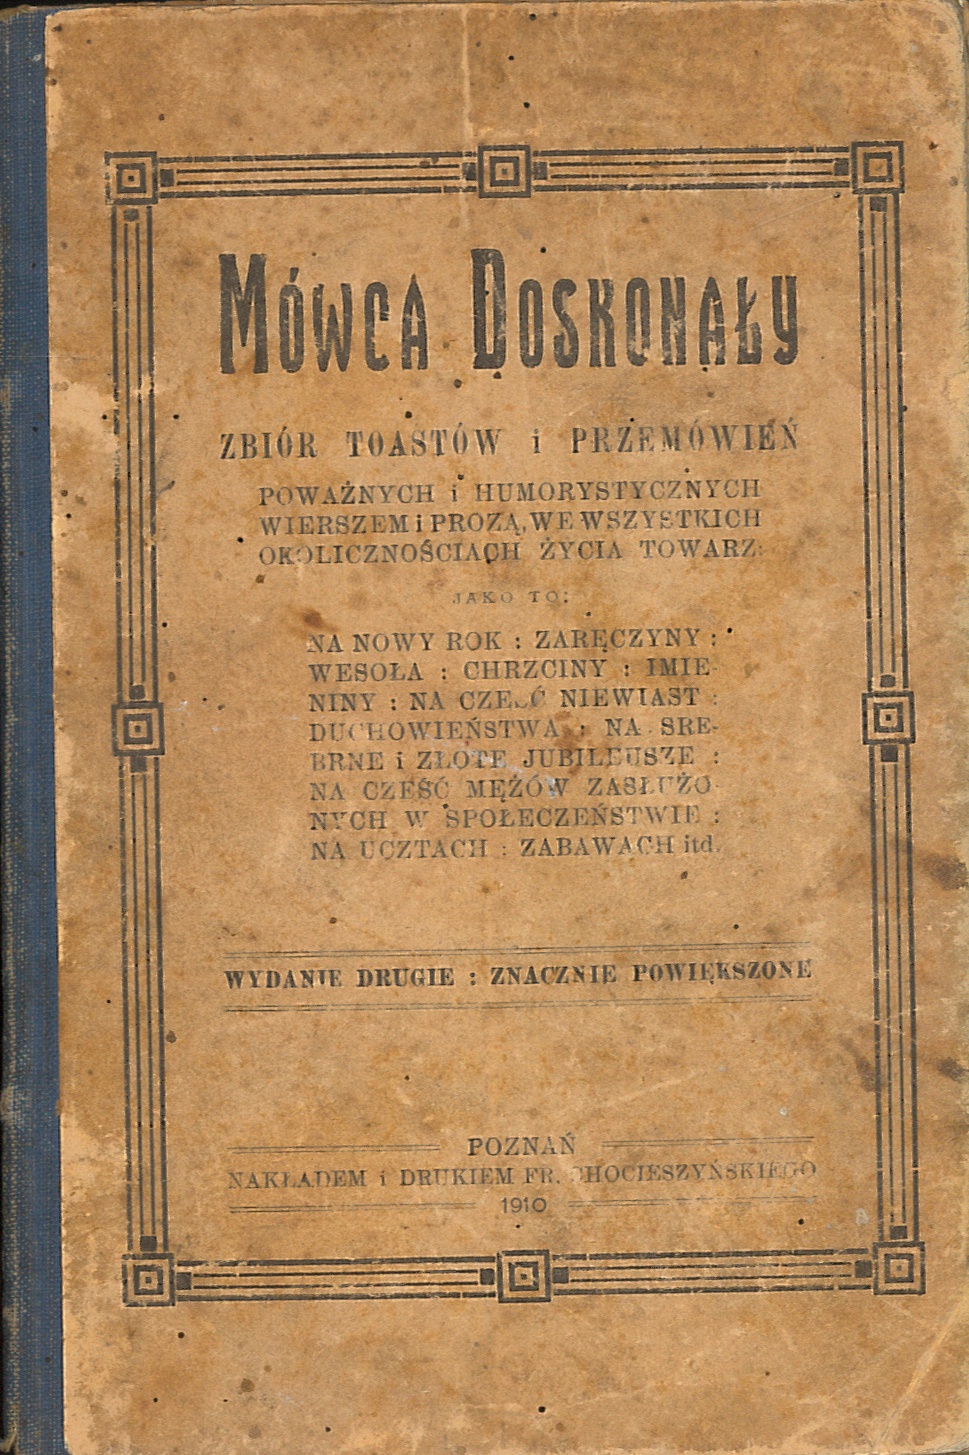 MÓWCA DOSKONAŁY
ZBIÓR TOASTÓW i PRZEMÓWIEŃ
POWAŻNYCH i HUMORYSTYCZNYCH
WIERSZEM i PROZĄ, WE WSZYSTKICH
OKOLICZNOŚCIACH ŻYCIA TOWARZ:
JAKO TO:
NA NOWY ROK : ZARĘCZYNY :
WESOŁA : CHRZCINY : IMIE-
NINY : NA CZEŚĆ NIEWIAST :
DUCHOWIEŃSTWA : NA SRE-
BRNE i ZŁOTE JUBILEUSZE :
NA CZEŚĆ MĘŻÓW ZASŁUŻO-
NYCH W SPOŁECZEŃSTWIE :
NA UCZTACH : ZABAWACH itd.
WYDANIE DRUGIE : ZNACZNIE POWIĘKSZONE
POZNAŃ
NAKŁADEM i DRUKIEM FR. CHOCIESZYŃSKIEGO
1910